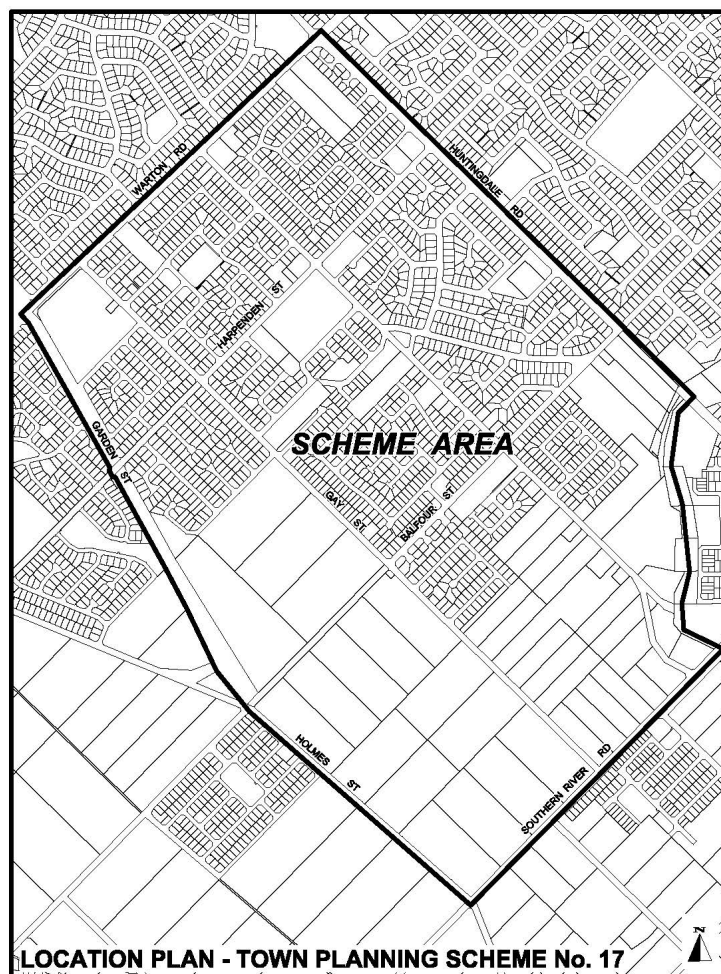 WARTON RD
HUNTINGDALE RD
HARPENDEN ST
GARDEN ST
SCHEME AREA
GAY ST
BALFOUR ST
HOLMES ST
SOUTHERN RIVER RD
LOCATION PLAN - TOWN PLANNING SCHEME No. 17
N